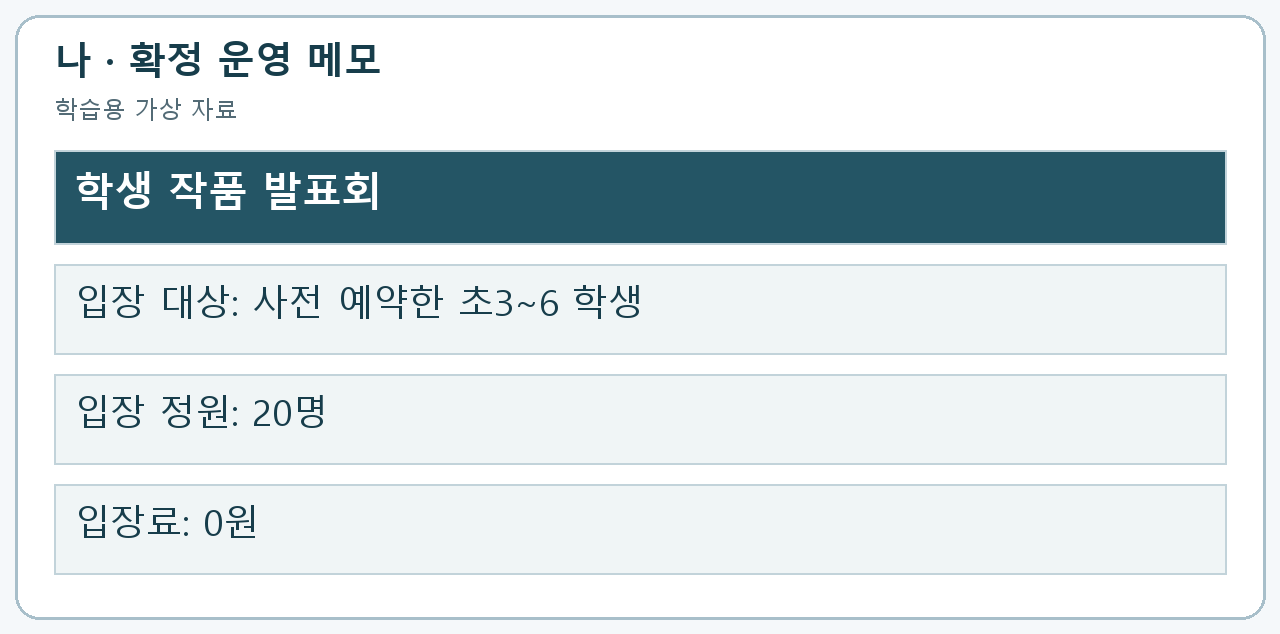 나 · 확정 운영 메모
학습용 가상 자료
학생 작품 발표회
입장 대상: 사전 예약한 초3~6 학생
입장 정원: 20명
입장료: 0원